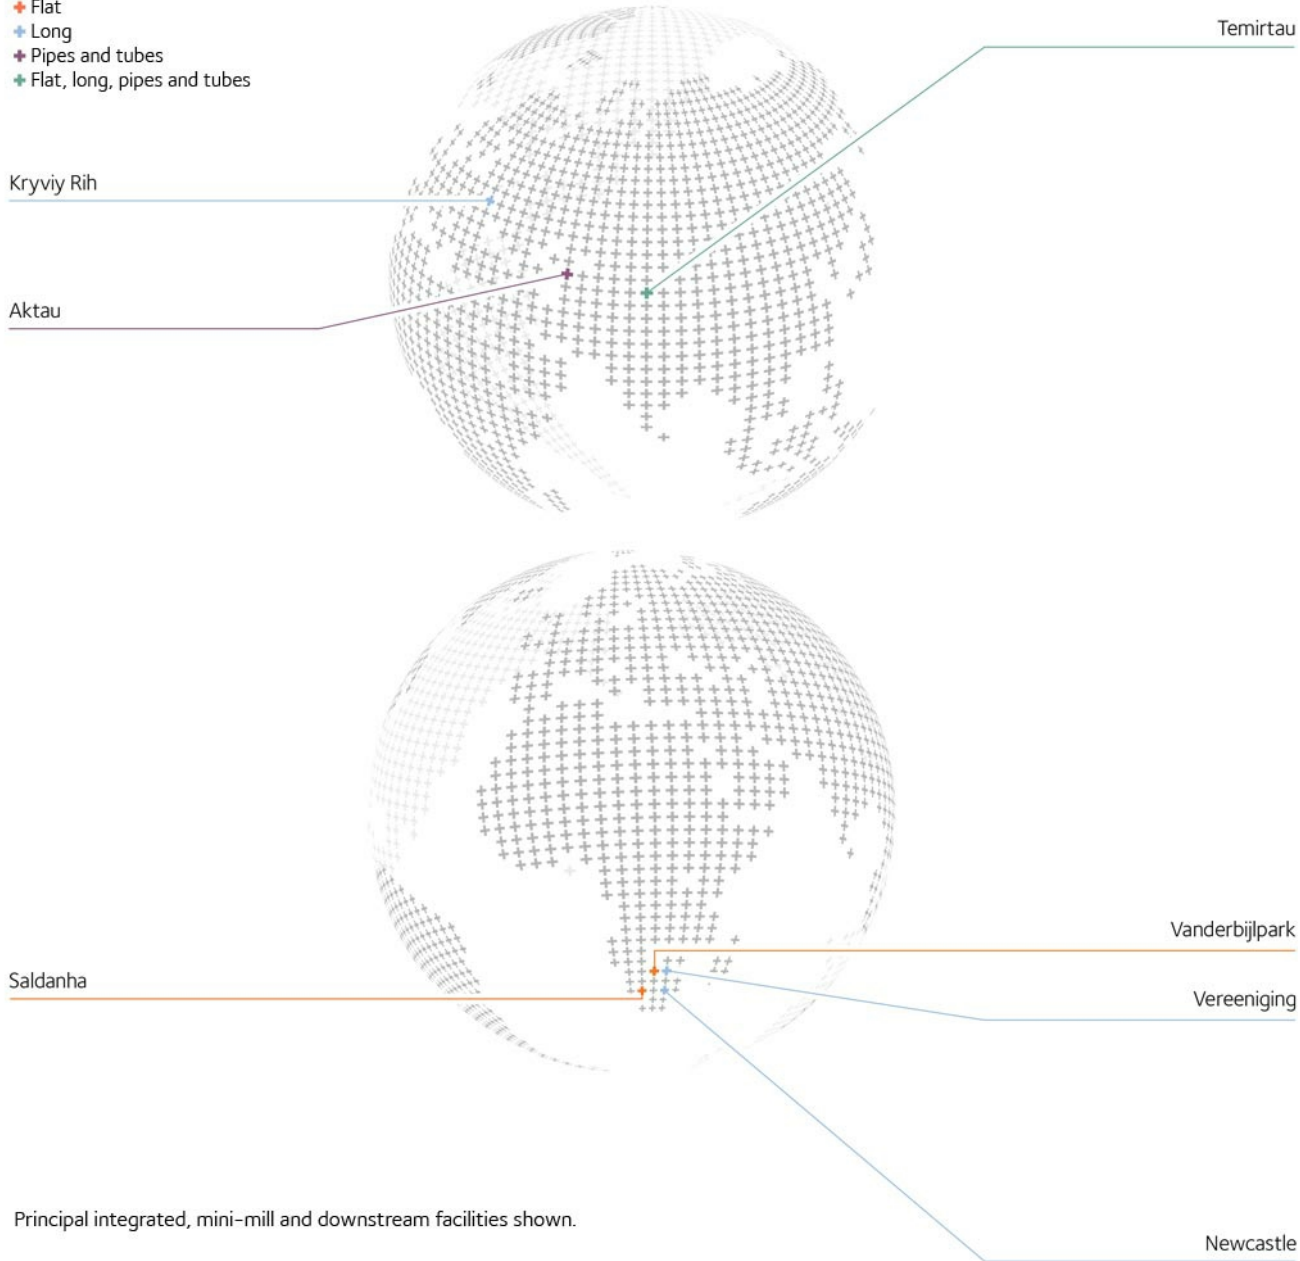 Flat
Long
Pipes and tubes
Flat, long, pipes and tubes
Temirtau
Kryviy Rih
Aktau
Vanderbijlpark
Saldanha
Vereeniging
Principal integrated, mini-mill and downstream facilities shown.
Newcastle